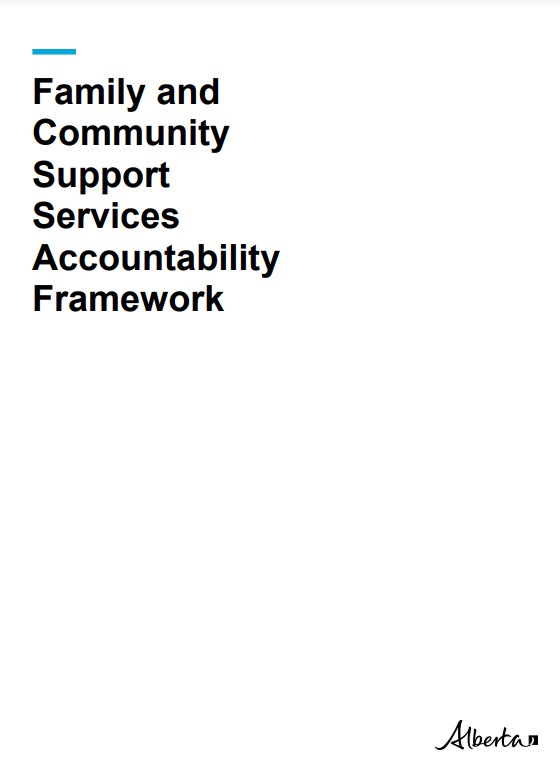 Family and
Community
Support
Services
Accountability
Framework
Alberta